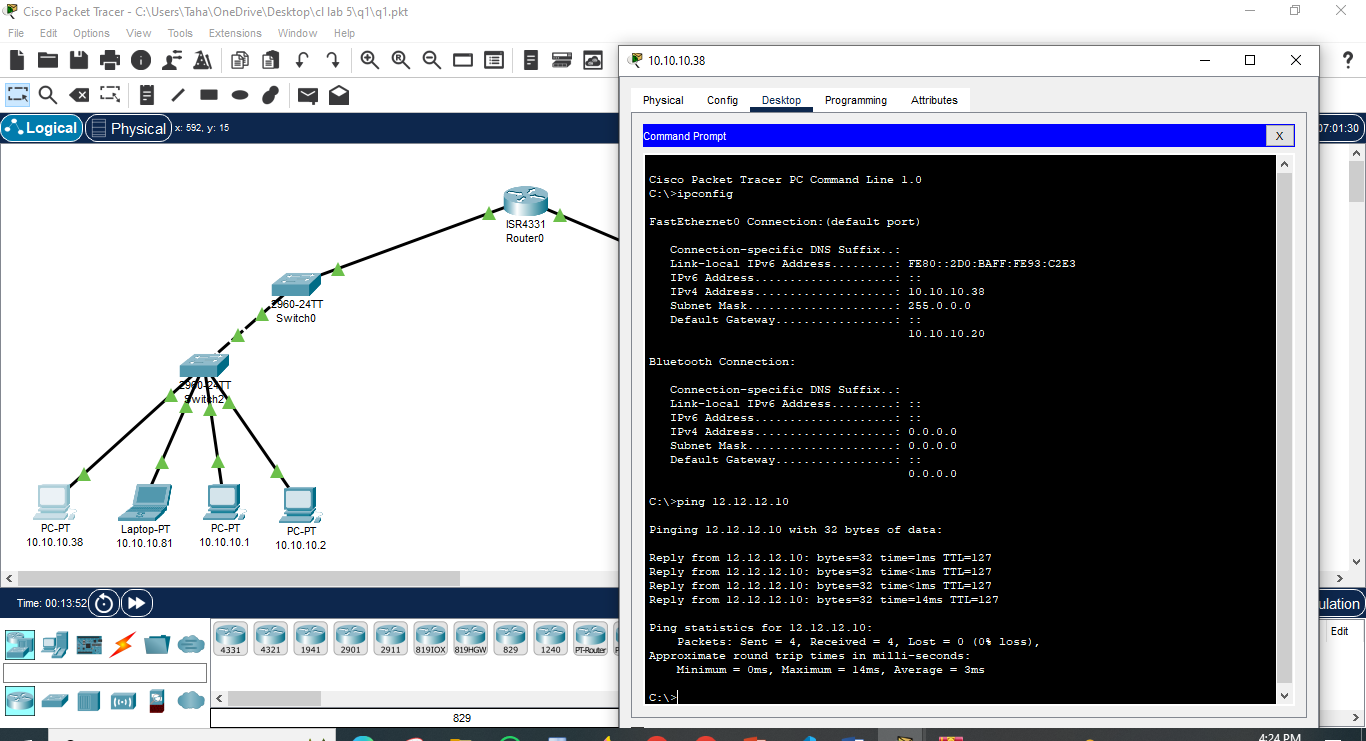 Cisco Packet Tracer - C:\Users\Taha\OneDrive\Desktop\cl lab 5\q1\q1.pkt
File Edit Options View Tools Extensions Window Help
Logical
Physical
x: 592, y: 15
07:01:30
ISR4331
Router0
2960-24TT
Switch0
2960-24TT
Switch2
PC-PT
10.10.10.38
Laptop-PT
10.10.10.81
PC-PT
10.10.10.1
PC-PT
10.10.10.2
10.10.10.38
Physical Config Desktop Programming Attributes
Command Prompt
X
Cisco Packet Tracer PC Command Line 1.0
C:\>ipconfig
FastEthernet0 Connection:(default port)
Connection-specific DNS Suffix..:
Link-local IPv6 Address.........: FE80::2D0:BAFF:FE93:C2E3
IPv6 Address....................: ::
IPv4 Address....................: 10.10.10.38
Subnet Mask.....................: 255.0.0.0
Default Gateway.................: ::
10.10.10.20
Bluetooth Connection:
Connection-specific DNS Suffix..:
Link-local IPv6 Address.........: ::
IPv6 Address....................: ::
IPv4 Address....................: 0.0.0.0
Subnet Mask.....................: 0.0.0.0
Default Gateway.................: ::
0.0.0.0
C:\>ping 12.12.12.10
Pinging 12.12.12.10 with 32 bytes of data:
Reply from 12.12.12.10: bytes=32 time=1ms TTL=127
Reply from 12.12.12.10: bytes=32 time<1ms TTL=127
Reply from 12.12.12.10: bytes=32 time<1ms TTL=127
Reply from 12.12.12.10: bytes=32 time=14ms TTL=127
Ping statistics for 12.12.12.10:
Packets: Sent = 4, Received = 4, Lost = 0 (0% loss),
Approximate round trip times in milli-seconds:
Minimum = 0ms, Maximum = 14ms, Average = 3ms
C:\>
Time: 00:13:52
ulation
Edit
4331 4321 1941 2901 2911 819IOX 819HGW 829 1240 PT-Router
829
4:24 PM